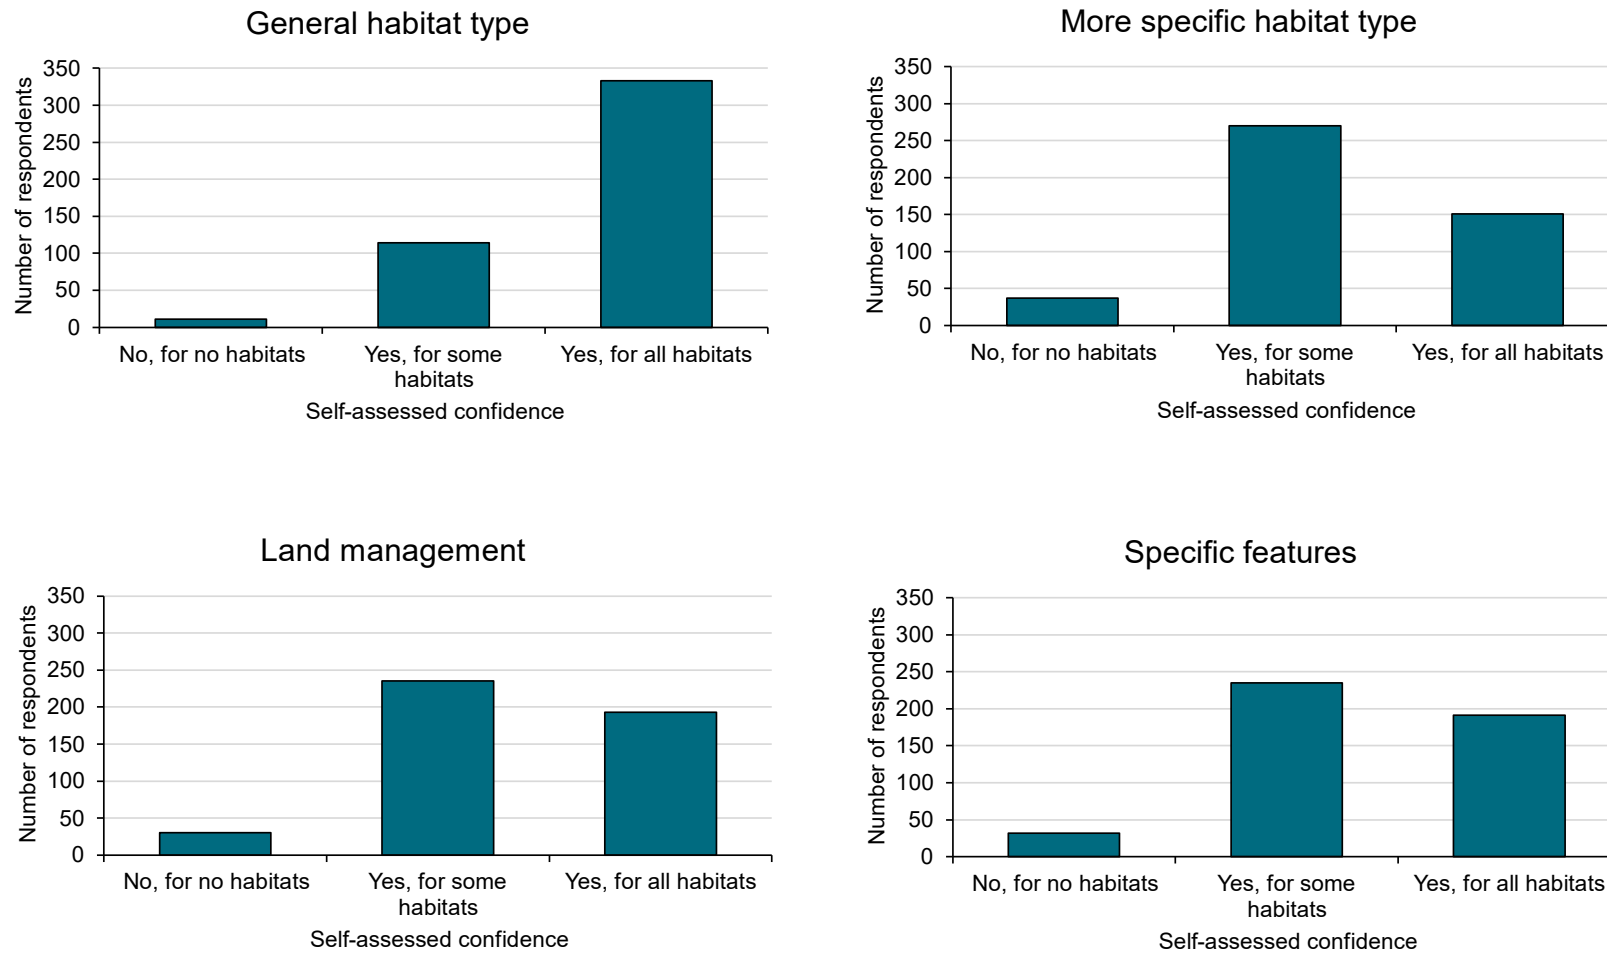 General habitat type
Number of respondents
350
300
250
200
150
100
50
0
No, for no habitats
Yes, for some
habitats
Yes, for all habitats
Self-assessed confidence
More specific habitat type
Number of respondents
350
300
250
200
150
100
50
0
No, for no habitats
Yes, for some
habitats
Yes, for all habitats
Self-assessed confidence
Land management
Number of respondents
350
300
250
200
150
100
50
0
No, for no habitats
Yes, for some
habitats
Yes, for all habitats
Self-assessed confidence
Specific features
Number of respondents
350
300
250
200
150
100
50
0
No, for no habitats
Yes, for some
habitats
Yes, for all habitats
Self-assessed confidence